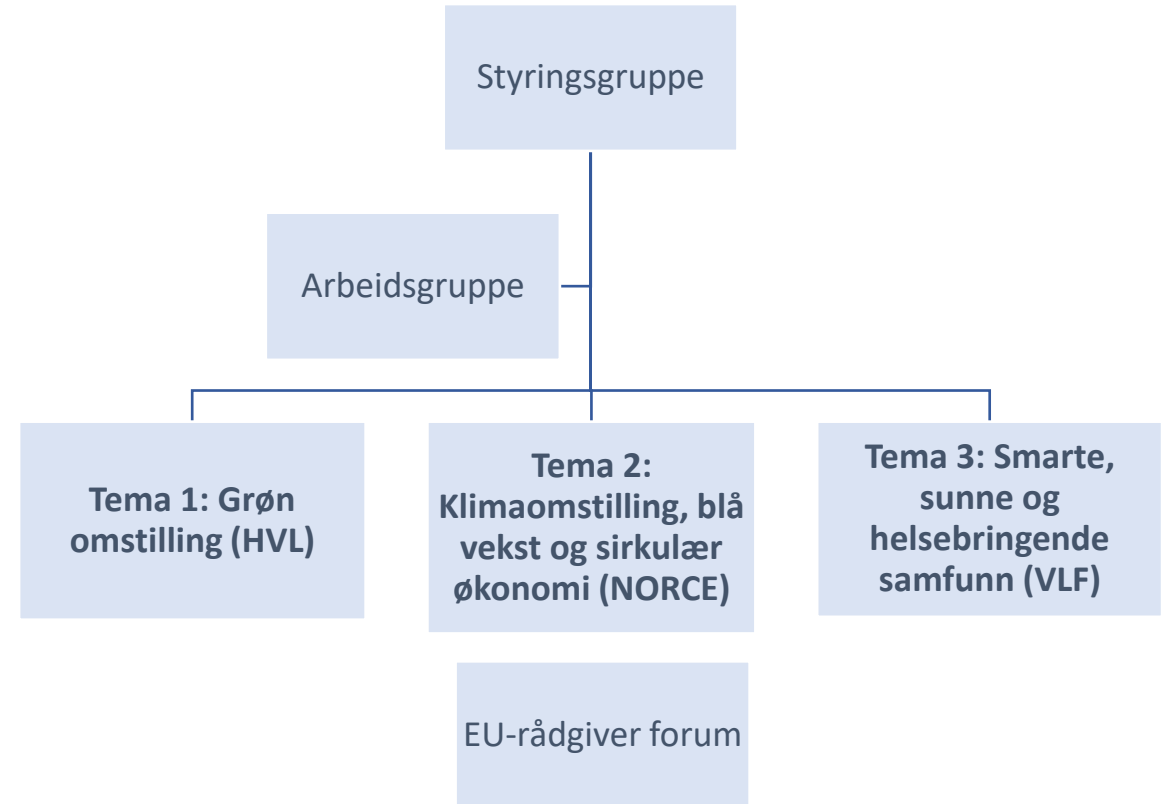 Styringsgruppe
Arbeidsgruppe
Tema 1: Grøn
omstilling (HVL)
Tema 2:
Klimaomstilling, blå
vekst og sirkulær
økonomi (NORCE)
Tema 3: Smarte,
sunne og
helsebringende
samfunn (VLF)
EU-rådgiver forum